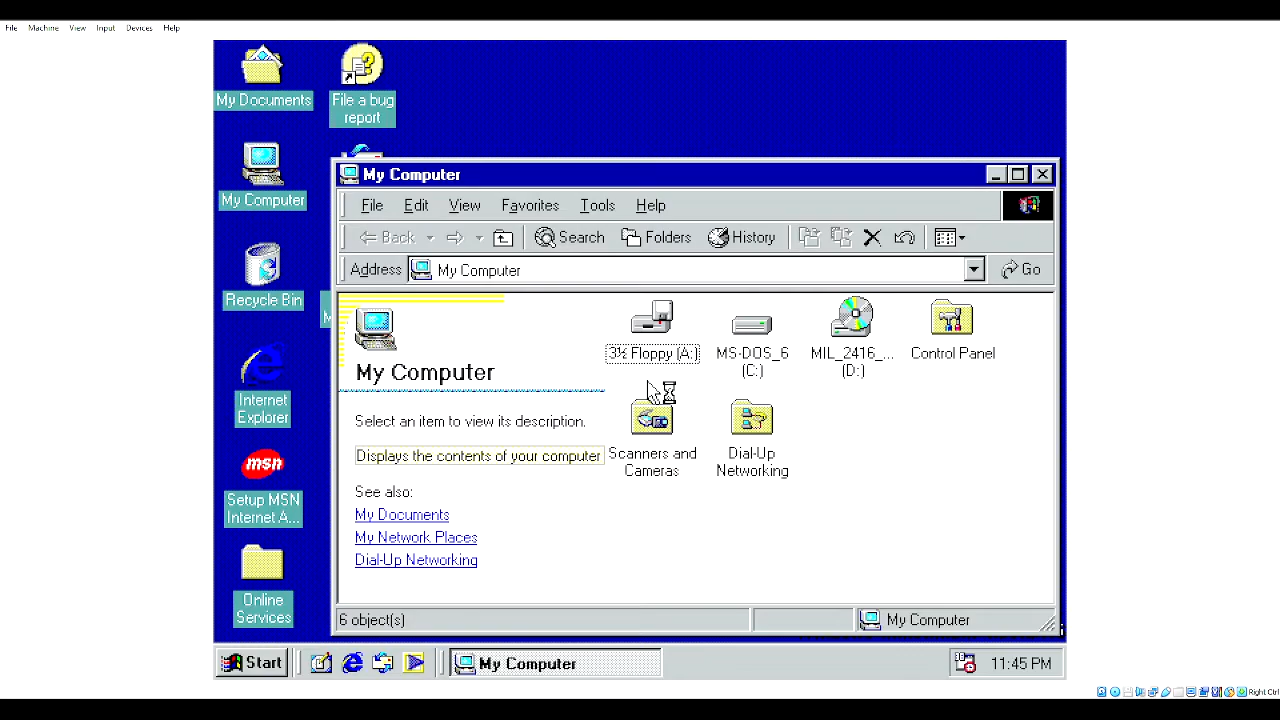 File Machine View Input Devices Help
My Documents
File a bug
report
My Computer
Recycle Bin
Internet
Explorer
msn
Setup MSN
Internet A...
Online
Services
My Computer
File Edit View Favorites Tools Help
Back Search Folders History
Address My Computer Go
My Computer
Select an item to view its description.
Displays the contents of your computer
See also:
My Documents
My Network Places
Dial-Up Networking
3½ Floppy (A:)
MS-DOS_6
(C:)
MIL_2416_...
(D:)
Control Panel
Scanners and
Cameras
Dial-Up
Networking
6 object(s) My Computer
Start My Computer 11:45 PM
Right Ctrl